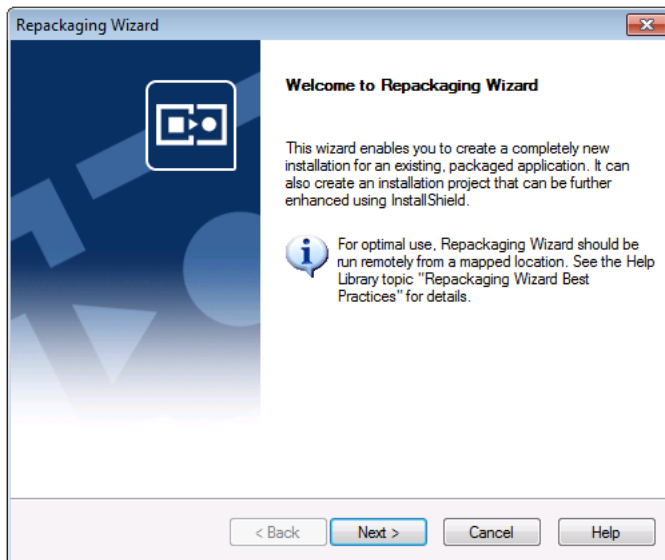 Repackaging Wizard
Welcome to Repackaging Wizard
This wizard enables you to create a completely new
installation for an existing, packaged application. It can
also create an installation project that can be further
enhanced using InstallShield.
For optimal use, Repackaging Wizard should be
run remotely from a mapped location. See the Help
Library topic "Repackaging Wizard Best
Practices" for details.
< Back
Next >
Cancel
Help